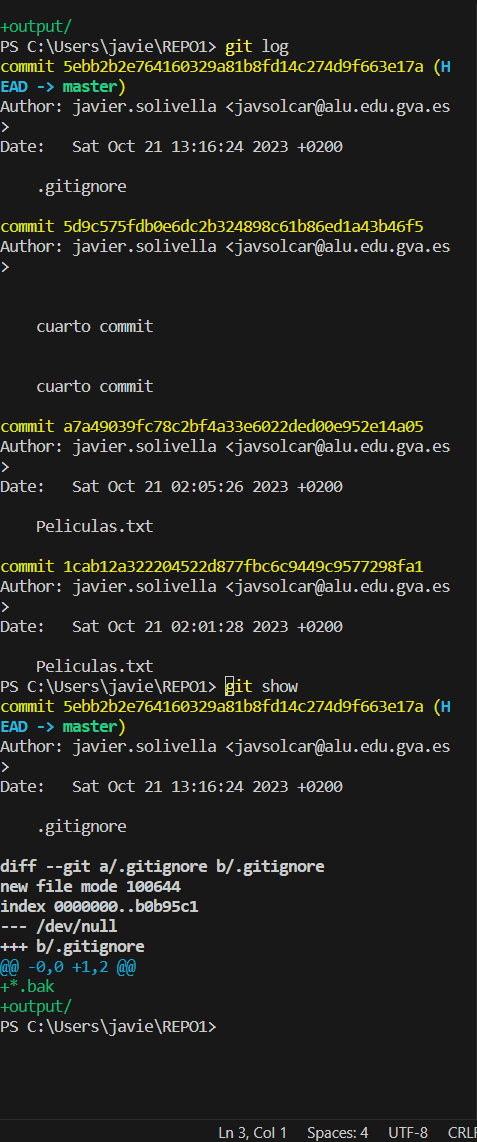 +output/
PS C:\Users\javie\REPO1> git log
commit 5ebb2b2e764160329a81b8fd14c274d9f663e17a (H
EAD -> master)
Author: javier.solivella <javsolcar@alu.edu.gva.es
>
Date:   Sat Oct 21 13:16:24 2023 +0200
    .gitignore
commit 5d9c575fdb0e6dc2b324898c61b86ed1a43b46f5
Author: javier.solivella <javsolcar@alu.edu.gva.es
>
    cuarto commit
    cuarto commit
commit a7a49039fc78c2bf4a33e6022ded00e952e14a05
Author: javier.solivella <javsolcar@alu.edu.gva.es
>
Date:   Sat Oct 21 02:05:26 2023 +0200
    Peliculas.txt
commit 1cab12a322204522d877fbc6c9449c9577298fa1
Author: javier.solivella <javsolcar@alu.edu.gva.es
>
Date:   Sat Oct 21 02:01:28 2023 +0200
    Peliculas.txt
PS C:\Users\javie\REPO1> git show
commit 5ebb2b2e764160329a81b8fd14c274d9f663e17a (H
EAD -> master)
Author: javier.solivella <javsolcar@alu.edu.gva.es
>
Date:   Sat Oct 21 13:16:24 2023 +0200
    .gitignore
diff --git a/.gitignore b/.gitignore
new file mode 100644
index 0000000..b0b95c1
--- /dev/null
+++ b/.gitignore
@@ -0,0 +1,2 @@
+*.bak
+output/
PS C:\Users\javie\REPO1>
Ln 3, Col 1 Spaces: 4 UTF-8 CRLF